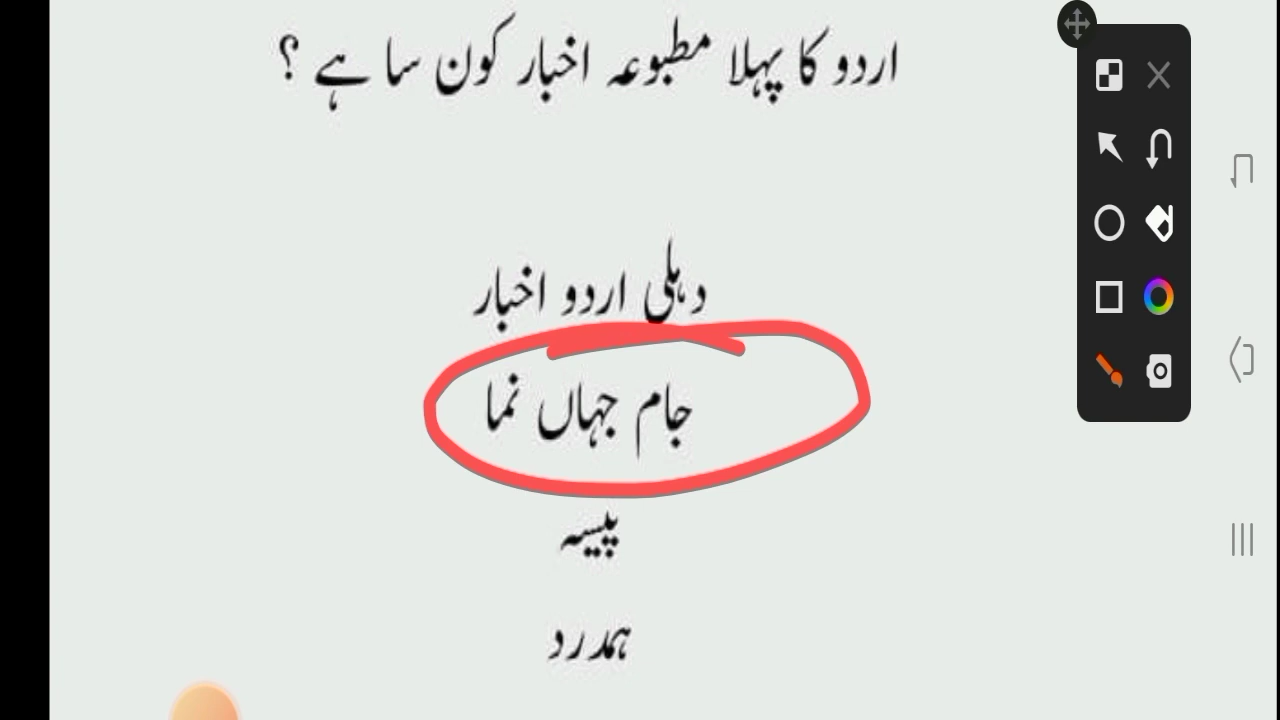 اردو کا پہلا مطبوعہ اخبار کون سا ہے ؟
دہلی اردو اخبار
جام جہاں نما
پیسہ
ہمدرد